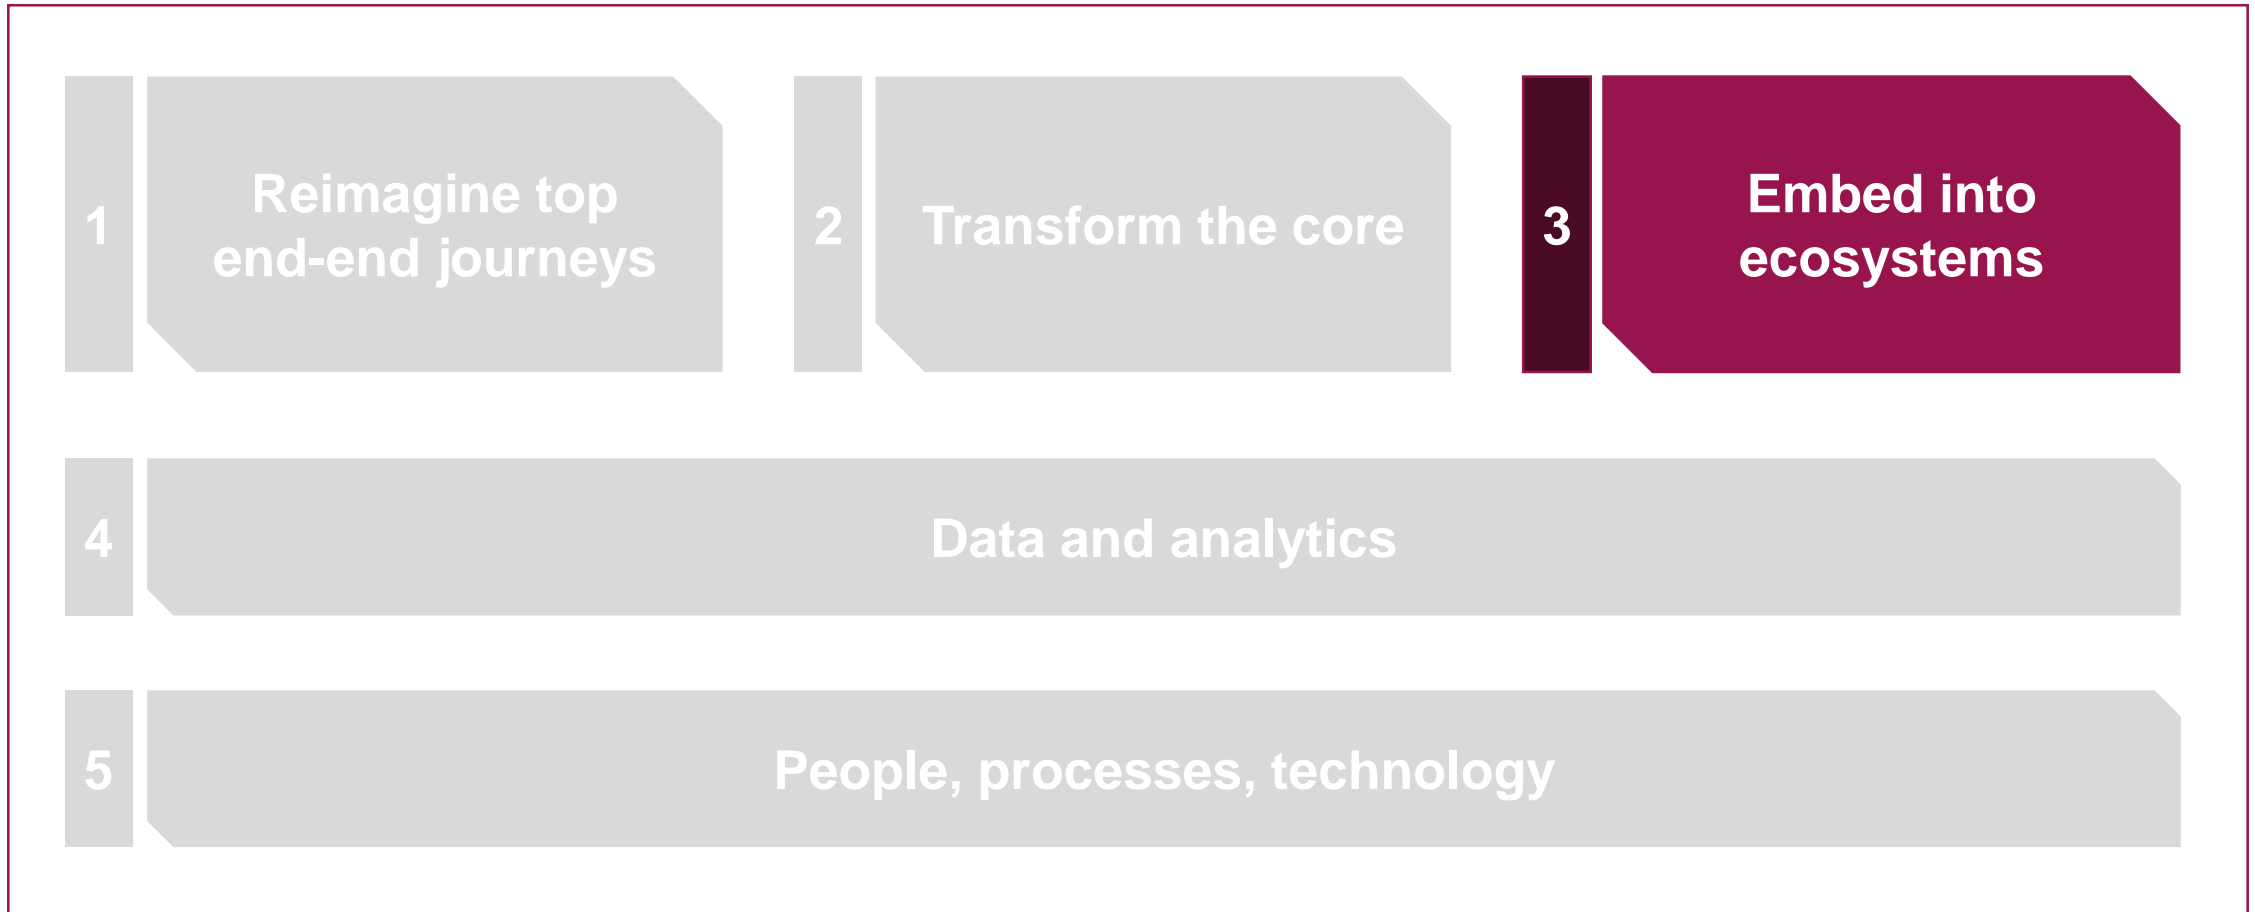 1
Reimagine top
end-end journeys
2
Transform the core
3
Embed into
ecosystems
4
Data and analytics
5
People, processes, technology